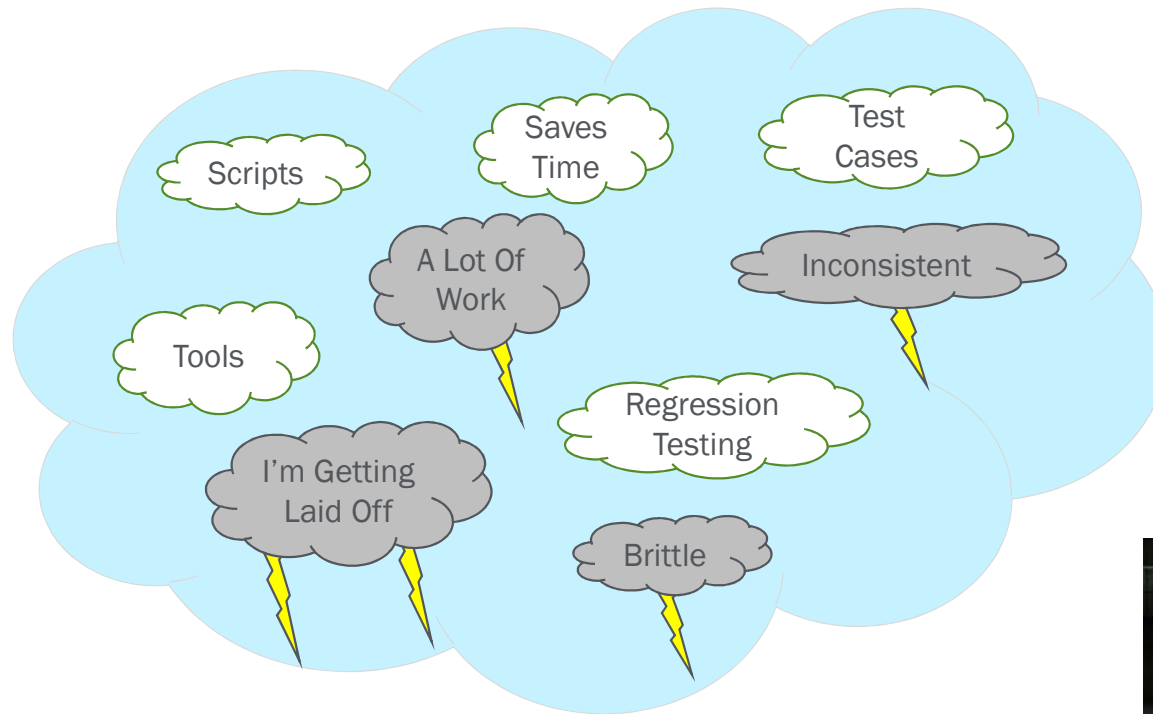 Saves
Time
Test
Cases
Scripts
A Lot Of
Work
Inconsistent
Tools
Regression
Testing
I'm Getting
Laid Off
Brittle